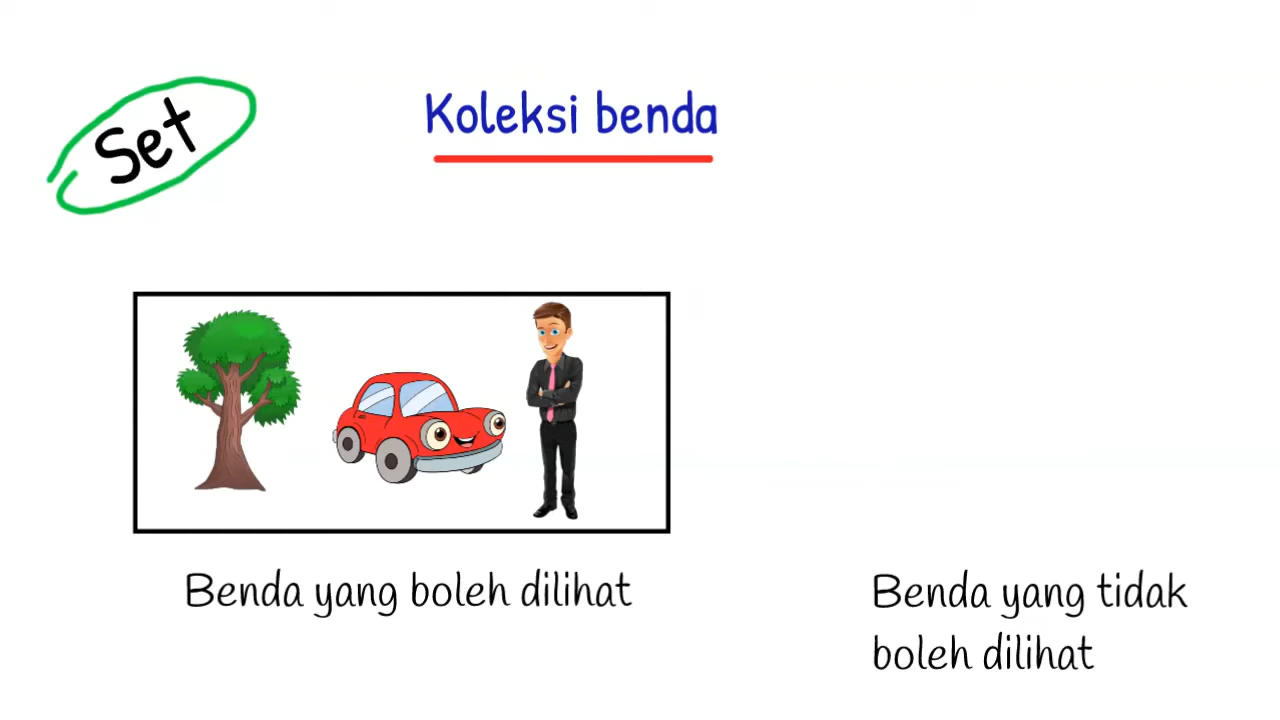 Set
Koleksi benda
Benda yang boleh dilihat
Benda yang tidak
boleh dilihat